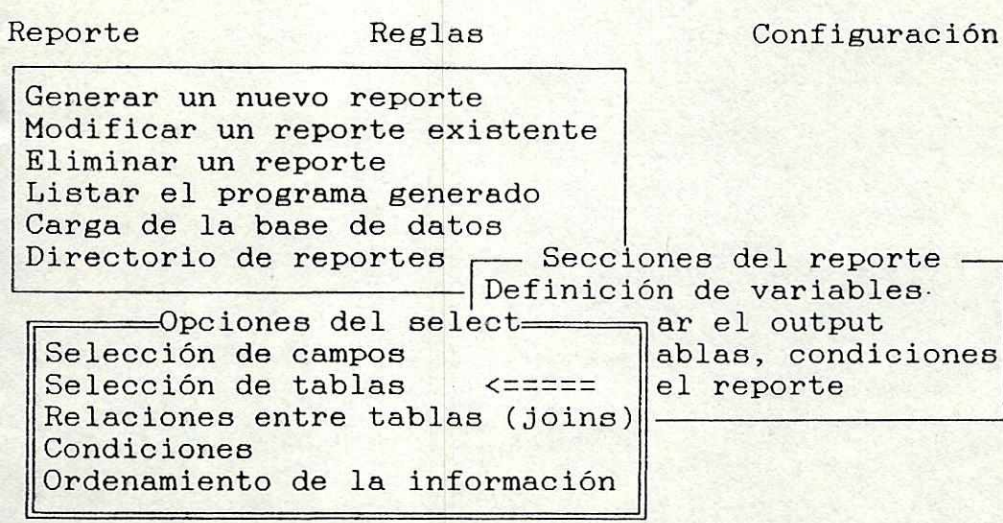 Reporte Reglas Configuración
Generar un nuevo reporte
Modificar un reporte existente
Eliminar un reporte
Listar el programa generado
Carga de la base de datos
Directorio de reportes
Secciones del reporte
Definición de variables
ar el output
ablas, condiciones
el reporte
Opciones del select
Selección de campos
Selección de tablas <=====
Relaciones entre tablas (joins)
Condiciones
Ordenamiento de la información